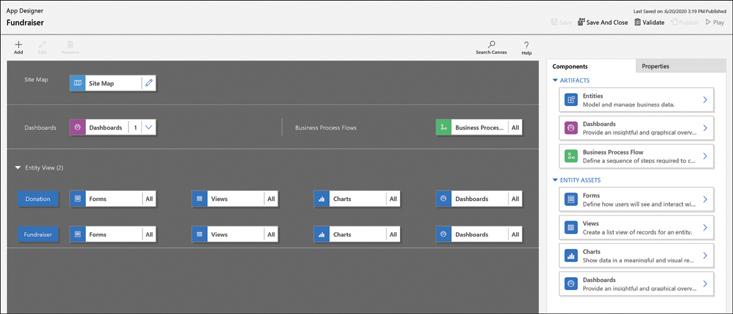 App Designer
Last Saved on :6/20/2020 3:19 PM Published
Fundraiser
Save
Save And Close
Validate
Publish
Play
Add
Edit
Remove
Search Canvas
Help
Components
Properties
Site Map
Site Map
Dashboards
Dashboards 1
Business Process Flows
Business Proces... All
Entity View (2)
Donation
Forms All
Views All
Charts All
Dashboards All
Fundraiser
Forms All
Views All
Charts All
Dashboards All
ARTIFACTS
Entities
Model and manage business data.
Dashboards
Provide an insightful and graphical overv...
Business Process Flow
Define a sequence of steps required to c...
ENTITY ASSETS
Forms
Define how users will see and interact wi...
Views
Create a list view of records for an entity.
Charts
Show data in a meaningful and visual re...
Dashboards
Provide an insightful and graphical overv...